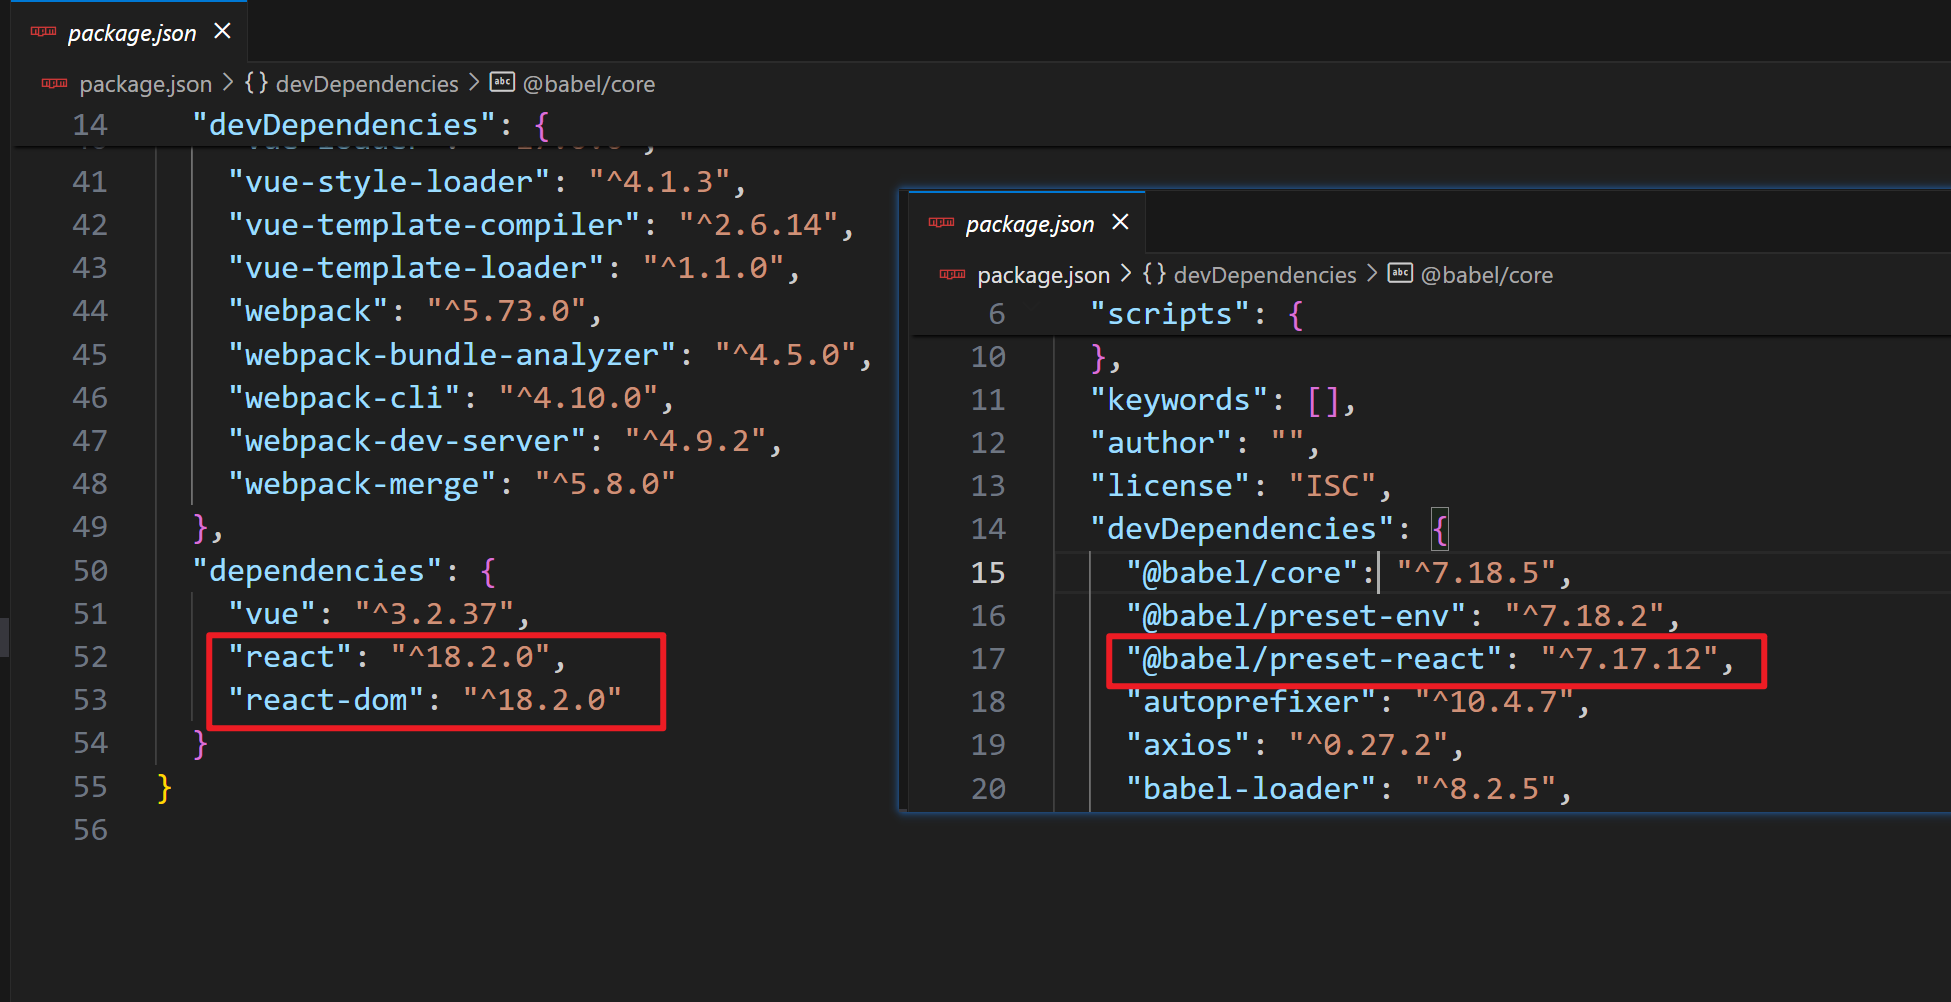 package.json
package.json > {} devDependencies > abc @babel/core
14 "devDependencies": {
41 "vue-style-loader": "^4.1.3",
42 "vue-template-compiler": "^2.6.14",
43 "vue-template-loader": "^1.1.0",
44 "webpack": "^5.73.0",
45 "webpack-bundle-analyzer": "^4.5.0",
46 "webpack-cli": "^4.10.0",
47 "webpack-dev-server": "^4.9.2",
48 "webpack-merge": "^5.8.0"
49 },
50 "dependencies": {
51 "vue": "^3.2.37",
52 "react": "^18.2.0",
53 "react-dom": "^18.2.0"
54 }
55 }
56
package.json
package.json > {} devDependencies > abc @babel/core
6 "scripts": {
10 },
11 "keywords": [],
12 "author": "",
13 "license": "ISC",
14 "devDependencies": {
15 "@babel/core": "^7.18.5",
16 "@babel/preset-env": "^7.18.2",
17 "@babel/preset-react": "^7.17.12",
18 "autoprefixer": "^10.4.7",
19 "axios": "^0.27.2",
20 "babel-loader": "^8.2.5",